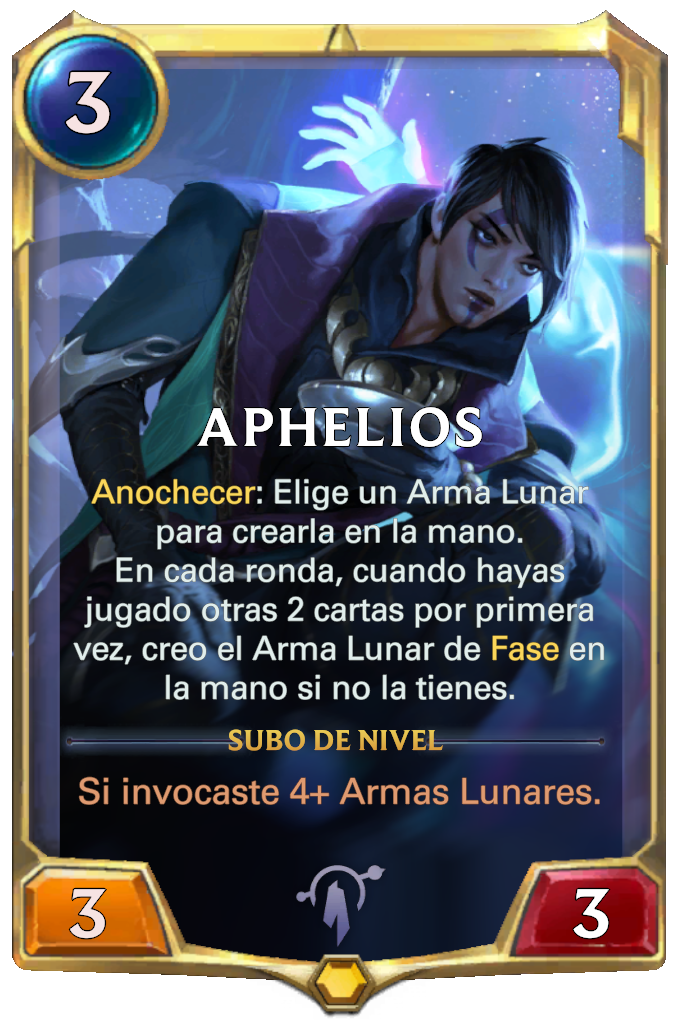 3
APHELIOS
Anochecer: Elige un Arma Lunar
para crearla en la mano.
En cada ronda, cuando hayas
jugado otras 2 cartas por primera
vez, creo el Arma Lunar de Fase en
la mano si no la tienes.
SUBO DE NIVEL
Si invocaste 4+ Armas Lunares.
3
3